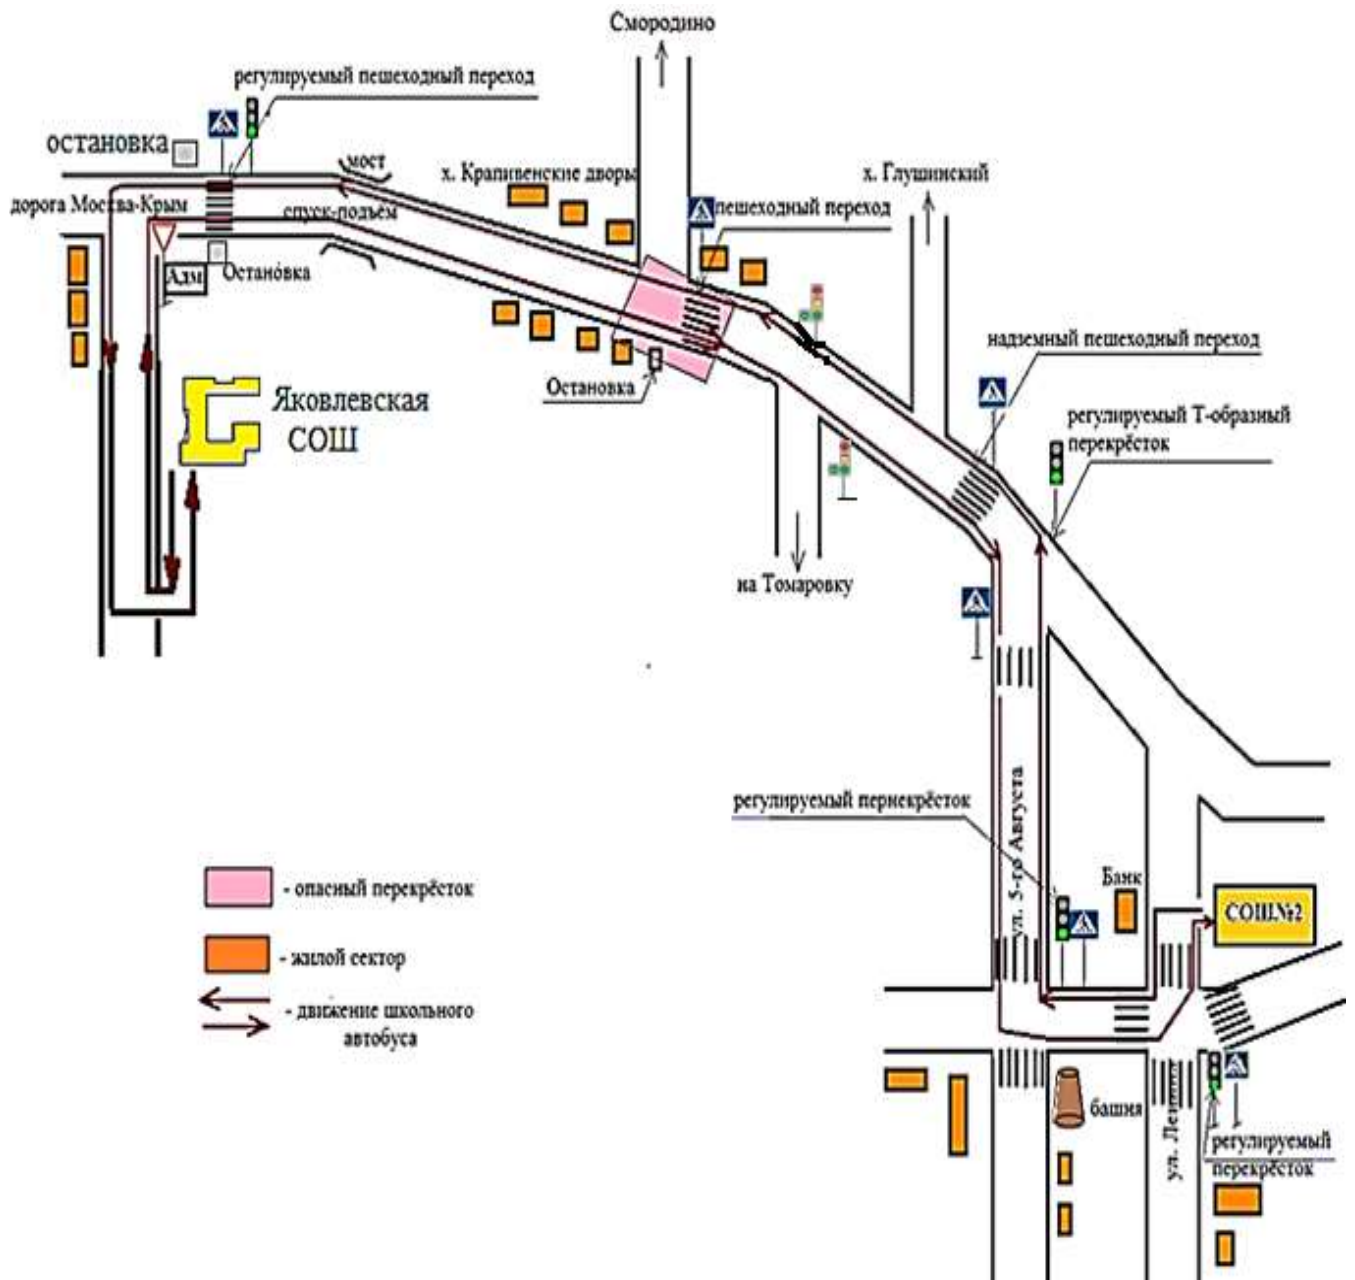 Смородино
регулируемый пешеходный переход
остановка
мост
х. Крапивенские дворы
х. Глушинский
дорога Москва-Крым
спуск-подъём
пешеходный переход
Адм
Остановка
надземный пешеходный переход
Остановка
Яковлевская
СОШ
регулируемый Т-образный
перекрёсток
на Томаровку
ул. 5-го Августа
регулируемый пернекрёсток
Банк
СОШ№2
- опасный перекрёсток
- жилой сектор
- движение школьного
автобуса
башня
ул. Ленина
регулируемый
перекрёсток